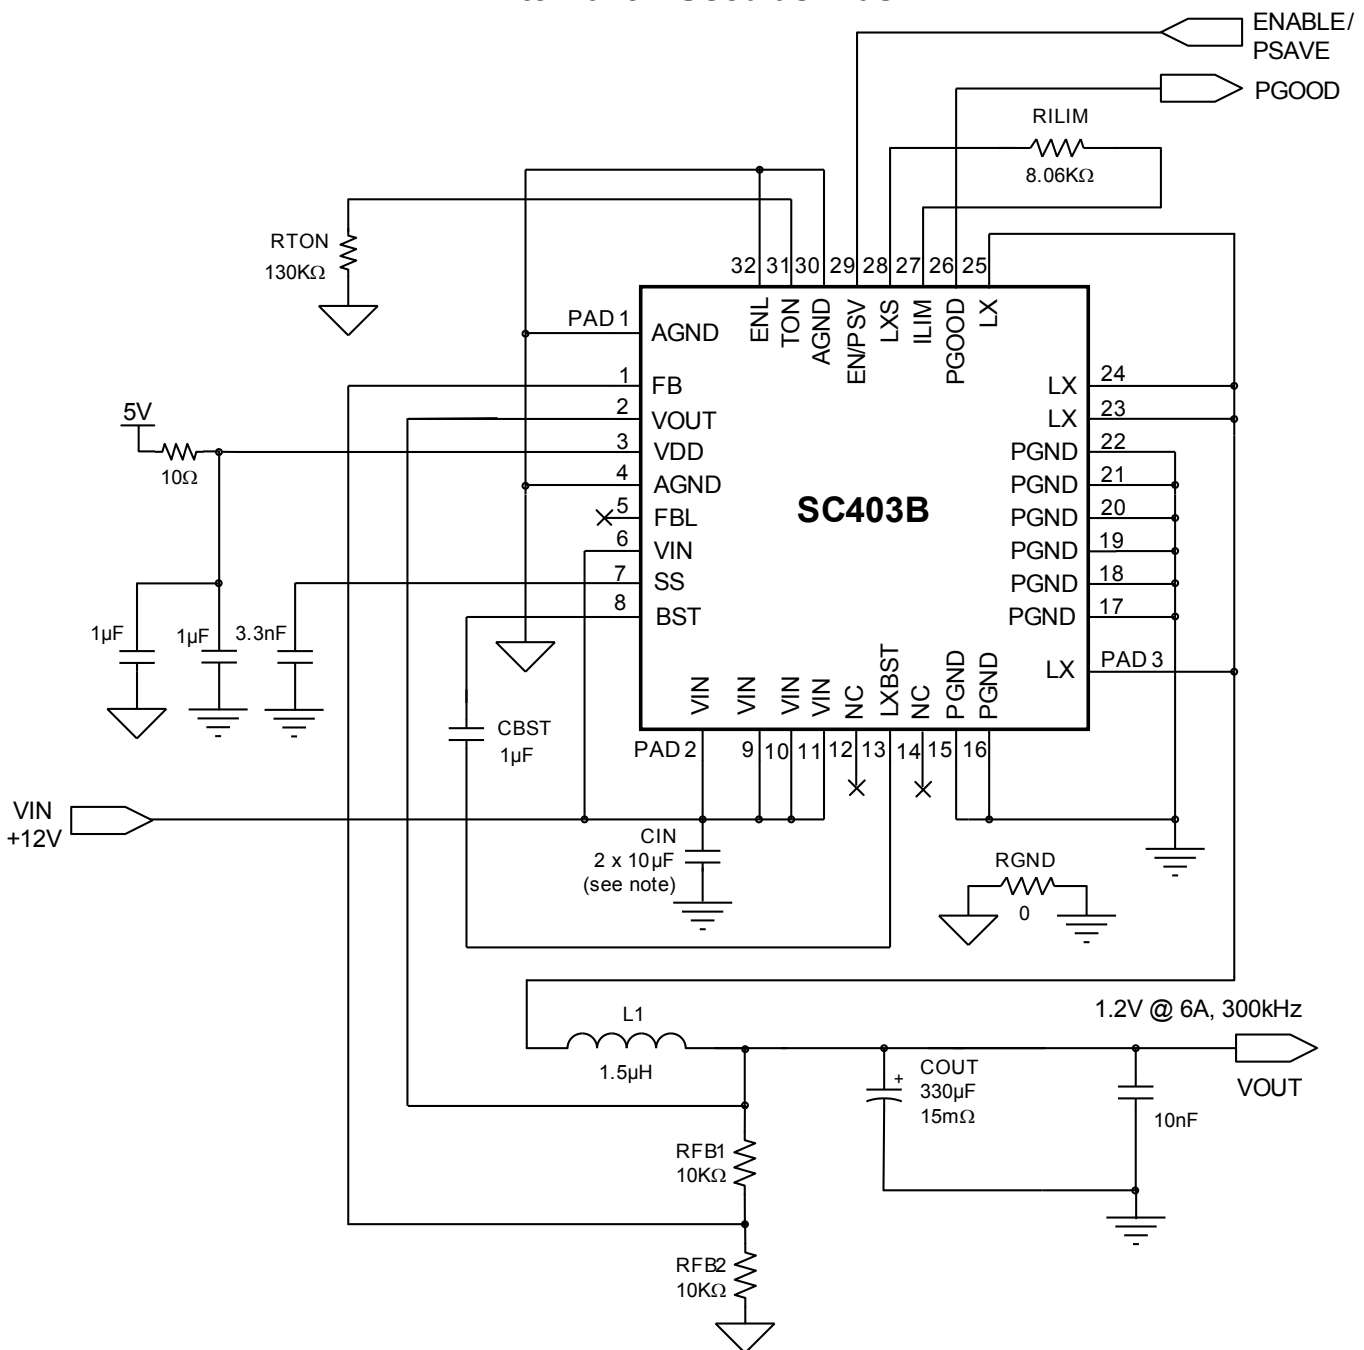 ENABLE/
PSAVE
PGOOD
RILIM
8.06KΩ
RTON
130KΩ
32 31 30 29 28 27 26 25
ENL
TON
AGND
EN/PSV
LXS
ILIM
PGOOD
LX
PAD 1
AGND
1
FB
2
VOUT
3
VDD
4
AGND
5
FBL
6
VIN
7
SS
8
BST
5V
10Ω
1µF
1µF
3.3nF
SC403B
LX
24
LX
23
PGND
22
PGND
21
PGND
20
PGND
19
PGND
18
PGND
17
LX
PAD 3
VIN
VIN
VIN
VIN
NC
LXBST
NC
PGND
PGND
PAD 2
9
10
11
12
13
14
15
16
CBST
1µF
VIN
+12V
CIN
2 x 10µF
(see note)
RGND
0
L1
1.5µH
1.2V @ 6A, 300kHz
COUT
+
330µF
15mΩ
10nF
VOUT
RFB1
10KΩ
RFB2
10KΩ